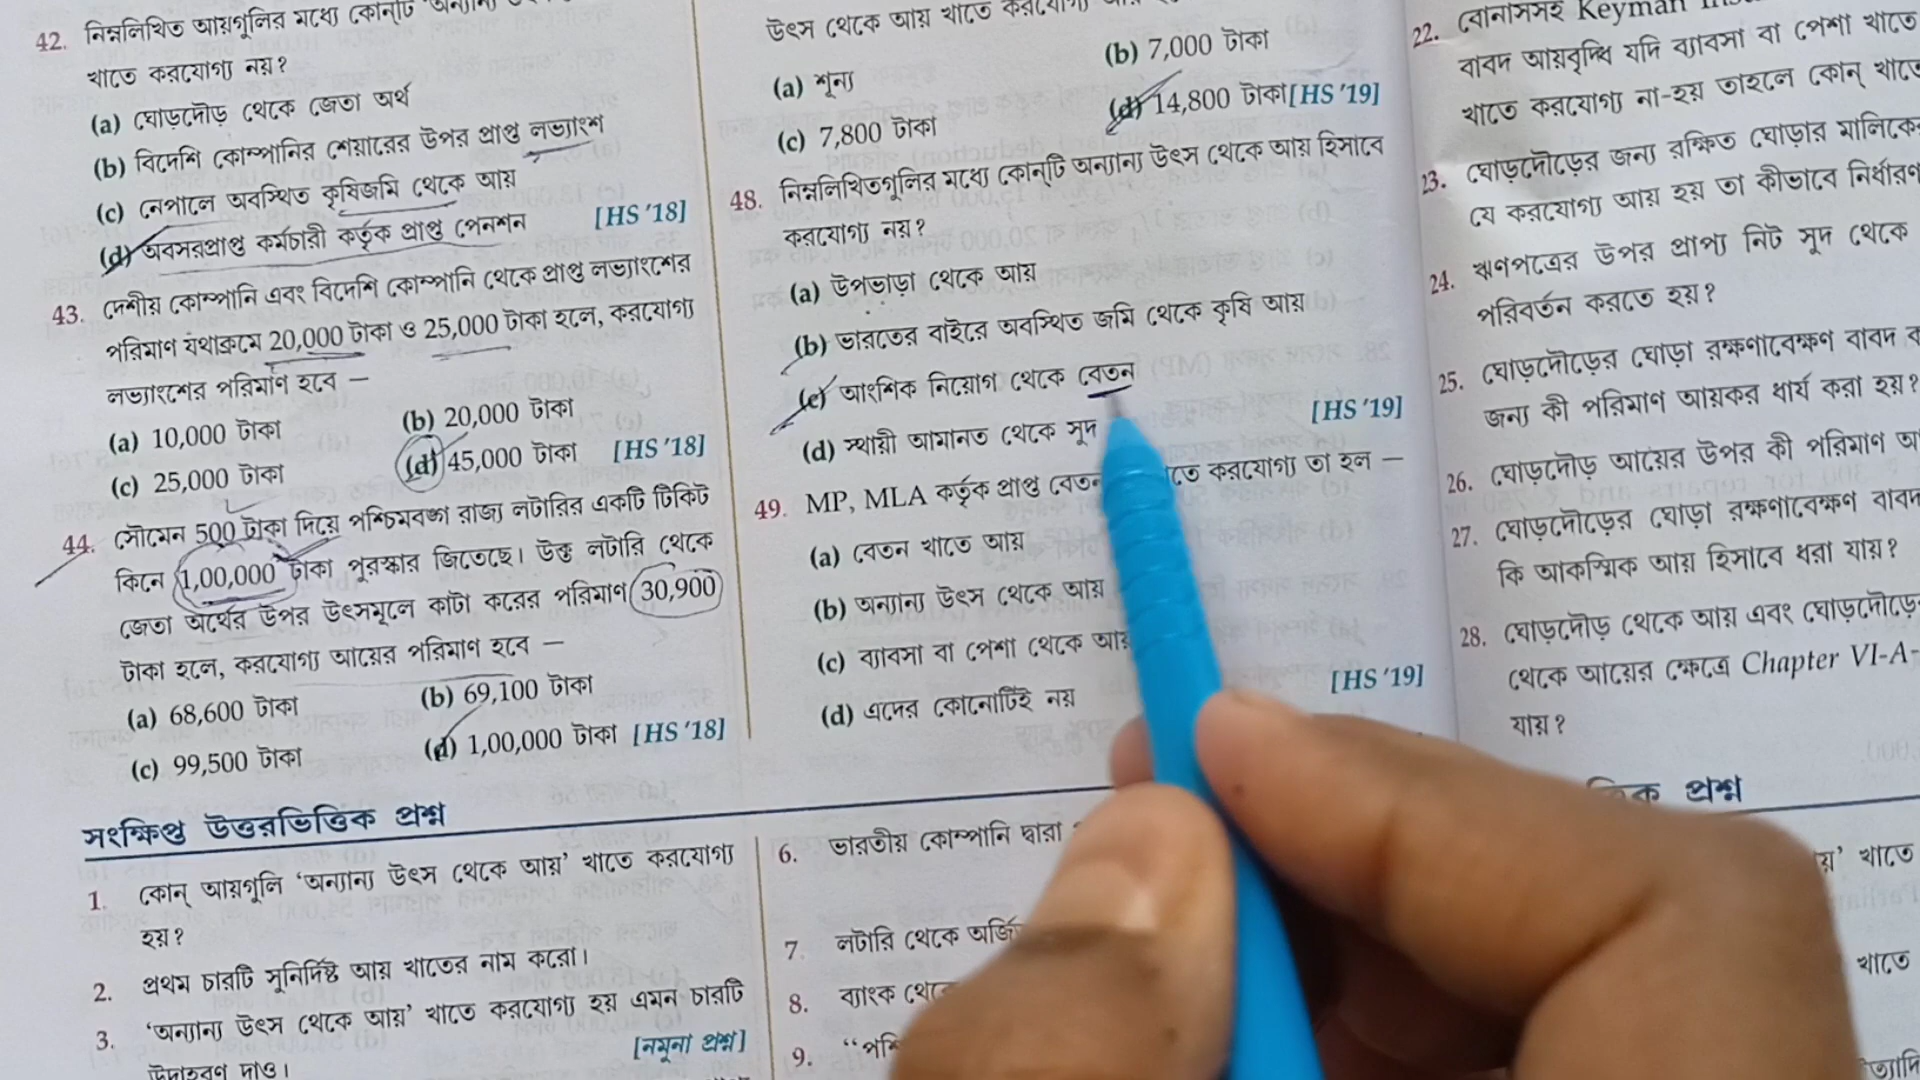 42. নিম্নলিখিত আয়গুলির মধ্যে কোন্‌টি
খাতে করযোগ্য নয়?
(a) ঘোড়দৌড় থেকে জেতা অর্থ
(b) বিদেশি কোম্পানির শেয়ারের উপর প্রাপ্ত লভ্যাংশ
(c) নেপালে অবস্থিত কৃষিজমি থেকে আয়
(d) অবসরপ্রাপ্ত কর্মচারী কর্তৃক প্রাপ্ত পেনশন [HS '18]
43. দেশীয় কোম্পানি এবং বিদেশি কোম্পানি থেকে প্রাপ্ত লভ্যাংশের
পরিমাণ যথাক্রমে 20,000 টাকা ও 25,000 টাকা হলে, করযোগ্য
লভ্যাংশের পরিমাণ হবে —
(a) 10,000 টাকা (b) 20,000 টাকা
(c) 25,000 টাকা (d) 45,000 টাকা [HS '18]
44. সৌমেন 500 টাকা দিয়ে পশ্চিমবঙ্গ রাজ্য লটারির একটি টিকিট
কিনে 1,00,000 টাকা পুরস্কার জিতেছে। উক্ত লটারি থেকে
জেতা অর্থের উপর উৎসমূলে কাটা করের পরিমাণ 30,900
টাকা হলে, করযোগ্য আয়ের পরিমাণ হবে —
(a) 68,600 টাকা (b) 69,100 টাকা
(c) 99,500 টাকা (d) 1,00,000 টাকা [HS '18]
উৎস থেকে আয় খাতে করযোগ্য
(a) শূন্য (b) 7,000 টাকা
(c) 7,800 টাকা (d) 14,800 টাকা [HS '19]
48. নিম্নলিখিতগুলির মধ্যে কোন্‌টি অন্যান্য উৎস থেকে আয় হিসাবে
করযোগ্য নয়?
(a) উপভাড়া থেকে আয়
(b) ভারতের বাইরে অবস্থিত জমি থেকে কৃষি আয়
(c) আংশিক নিয়োগ থেকে বেতন
(d) স্থায়ী আমানত থেকে সুদ [HS '19]
49. MP, MLA কর্তৃক প্রাপ্ত করযোগ্য তা হল —
(a) বেতন খাতে আয়
(b) অন্যান্য উৎস থেকে আয়
(c) ব্যাবসা বা পেশা থেকে আয়
(d) এদের কোনোটিই নয় [HS '19]
22. বোনাসসহ Keyman
বাবদ আয়বৃদ্ধি যদি ব্যাবসা বা পেশা খাতে
খাতে করযোগ্য না-হয় তাহলে কোন্ খাতে
23. ঘোড়দৌড়ের জন্য রক্ষিত ঘোড়ার
যে করযোগ্য আয় হয় তা কীভাবে
24. ঋণপত্রের উপর প্রাপ্য নিট সুদ থেকে
পরিবর্তন করতে হয়?
25. ঘোড়দৌড়ের ঘোড়া রক্ষণাবেক্ষণ বাবদ
জন্য কী পরিমাণ আয়কর ধার্য করা হয়?
26. ঘোড়দৌড় আয়ের উপর কী পরিমাণ
27. ঘোড়দৌড়ের ঘোড়া রক্ষণাবেক্ষণ বাবদ
কি আকস্মিক আয় হিসাবে ধরা যায়?
28. ঘোড়দৌড় থেকে আয় এবং
থেকে আয়ের ক্ষেত্রে Chapter VI-A-
যায়?
সংক্ষিপ্ত উত্তরভিত্তিক প্রশ্ন
1. কোন্ আয়গুলি ‘অন্যান্য উৎস থেকে আয়’ খাতে করযোগ্য
হয়?
2. প্রথম চারটি সুনির্দিষ্ট আয় খাতের নাম করো।
3. ‘অন্যান্য উৎস থেকে আয়’ খাতে করযোগ্য হয় এমন চারটি
উদাহরণ দাও। [নমুনা প্রশ্ন]
6. ভারতীয় কোম্পানি দ্বারা
7. লটারি থেকে
8. ব্যাংক
9.
প্রশ্ন
খাতে
খাতে